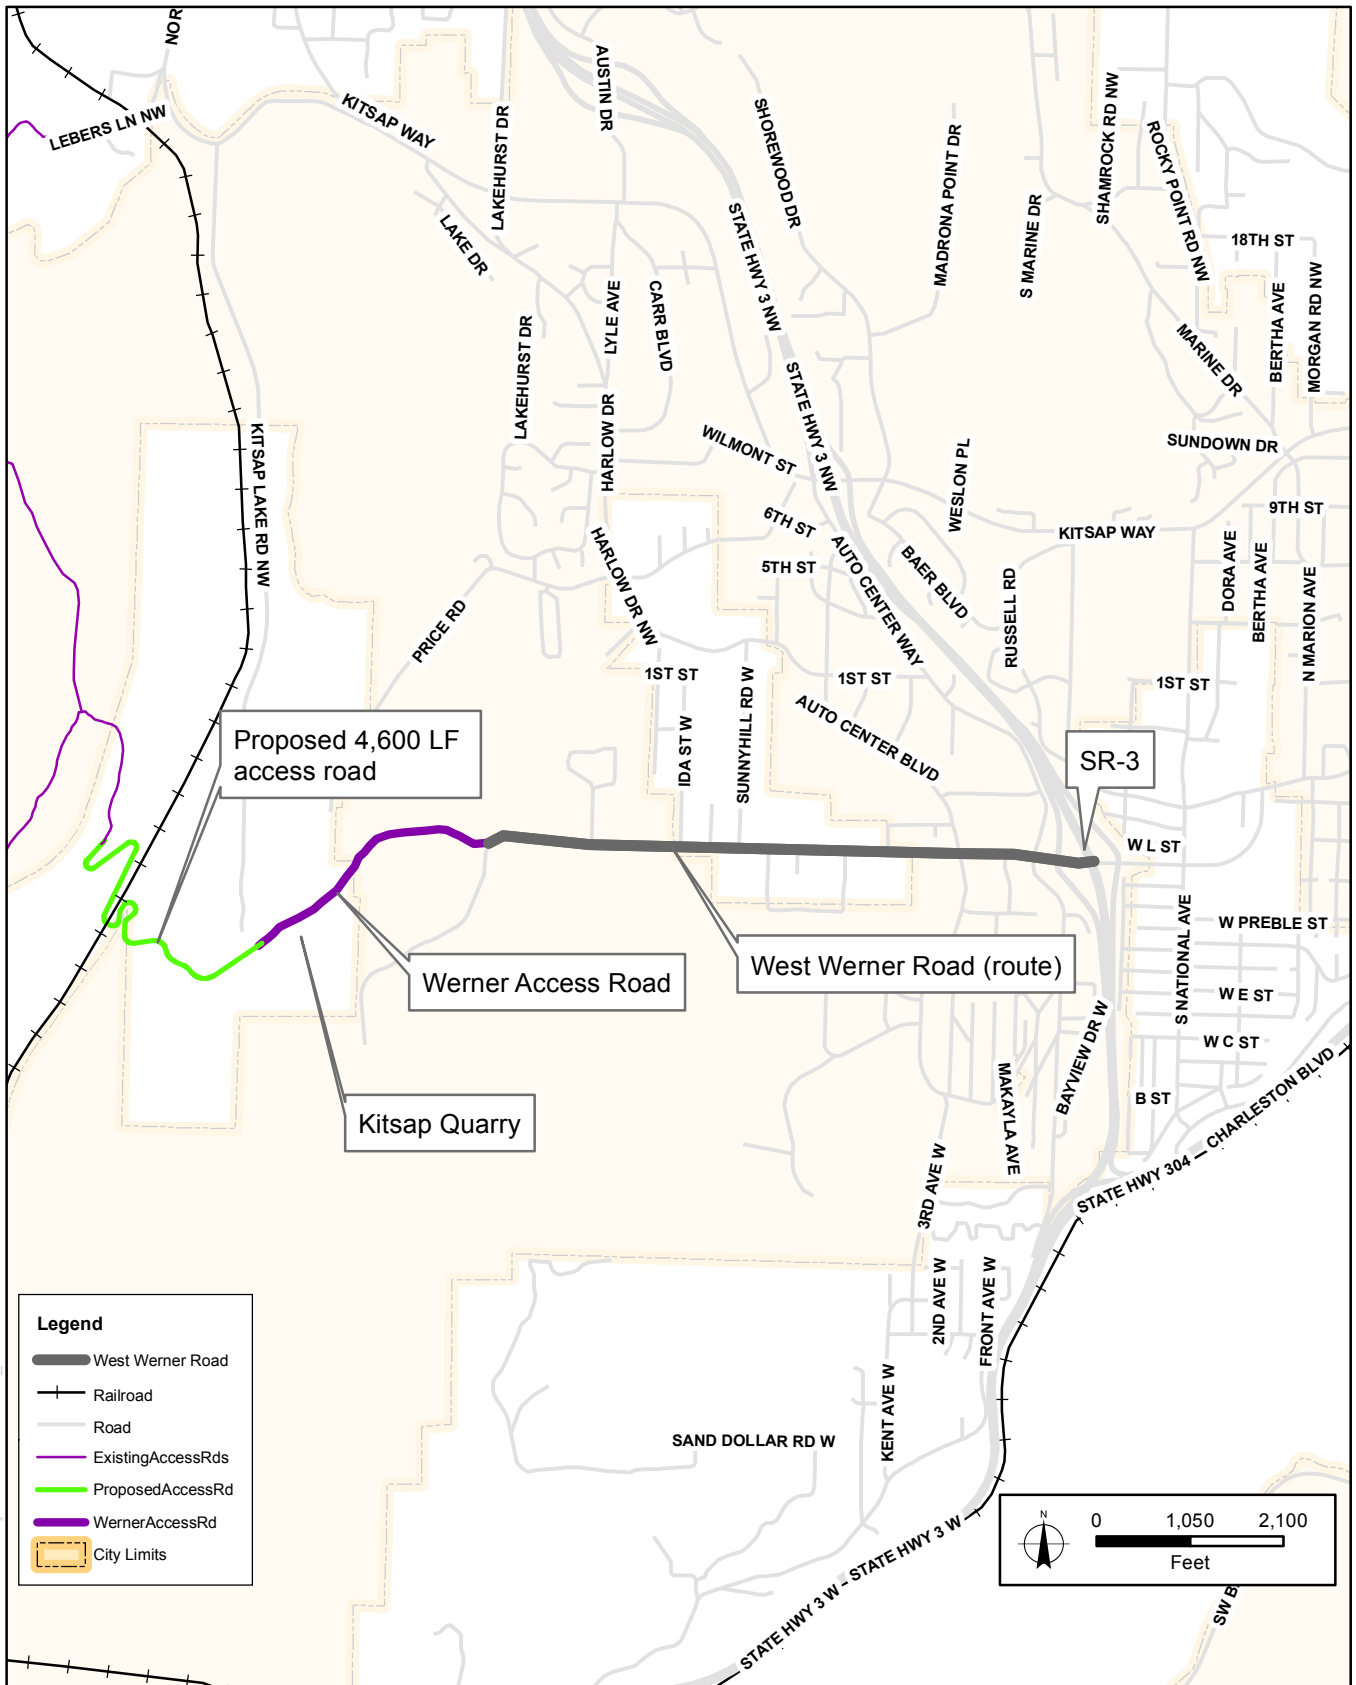 NOR
LEBERS LN NW
KITSAP WAY
LAKEHURST DR
AUSTIN DR
SHOREWOOD DR
MADRONA POINT DR
S MARINE DR
SHAMROCK RD NW
ROCKY POINT RD NW
18TH ST
LAKE DR
STATE HWY 3 NW
LYLE AVE
CARR BLVD
LAKEHURST DR
BERTHA AVE
MORGAN RD NW
MARINE DR
STATE HWY 3 NW
HARLOW DR
WILMONT ST
WESLON PL
SUNDOWN DR
KITSAP LAKE RD NW
6TH ST
9TH ST
KITSAP WAY
HARLOW DR NW
5TH ST
AUTO CENTER WAY
BAER BLVD
RUSSELL RD
DORA AVE
BERTHA AVE
N MARION AVE
PRICE RD
1ST ST
1ST ST
1ST ST
IDA ST W
SUNNYHILL RD W
AUTO CENTER BLVD
Proposed 4,600 LF
access road
SR-3
W L ST
S NATIONAL AVE
W PREBLE ST
West Werner Road (route)
Werner Access Road
W E ST
W C ST
Kitsap Quarry
MAKAYLA AVE
BAYVIEW DR W
B ST
CHARLESTON BLVD
STATE HWY 304
3RD AVE W
2ND AVE W
FRONT AVE W
KENT AVE W
SAND DOLLAR RD W
STATE HWY 3 W
STATE HWY 3 W
Legend
West Werner Road
Railroad
Road
ExistingAccessRds
ProposedAccessRd
WernerAccessRd
City Limits
N
0 1,050 2,100
Feet
SW B